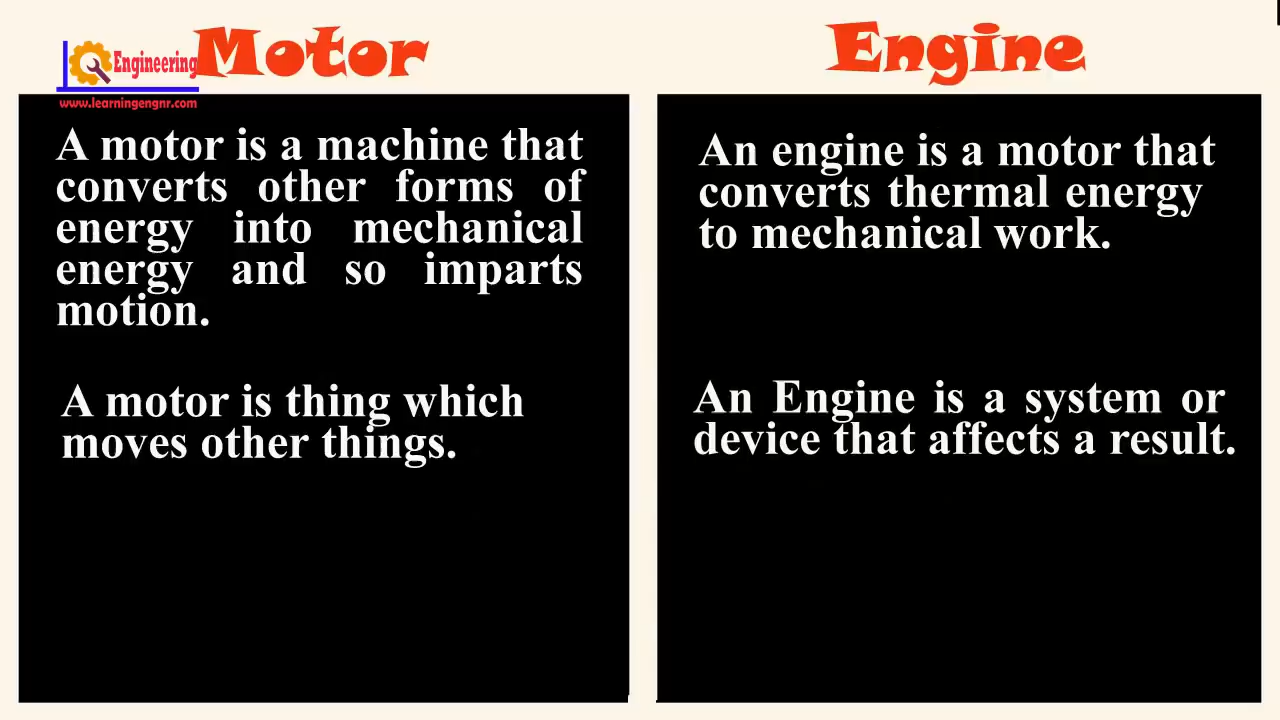 Motor
Engineering
www.learningengnr.com
A motor is a machine that
converts other forms of
energy into mechanical
energy and so imparts
motion.
A motor is thing which
moves other things.
Engine
An engine is a motor that
converts thermal energy
to mechanical work.
An Engine is a system or
device that affects a result.